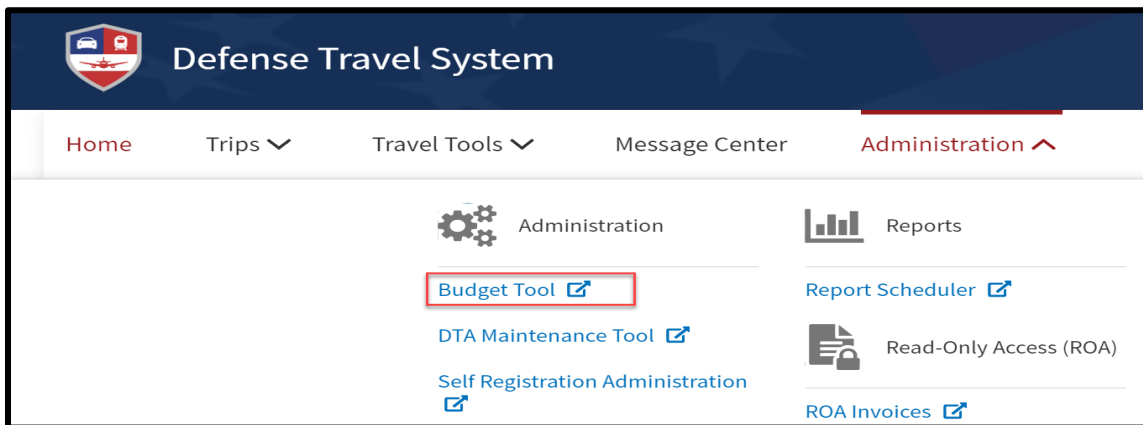 Defense Travel System
Home Trips Travel Tools Message Center Administration
Administration
Budget Tool
DTA Maintenance Tool
Self Registration Administration
Reports
Report Scheduler
Read-Only Access (ROA)
ROA Invoices